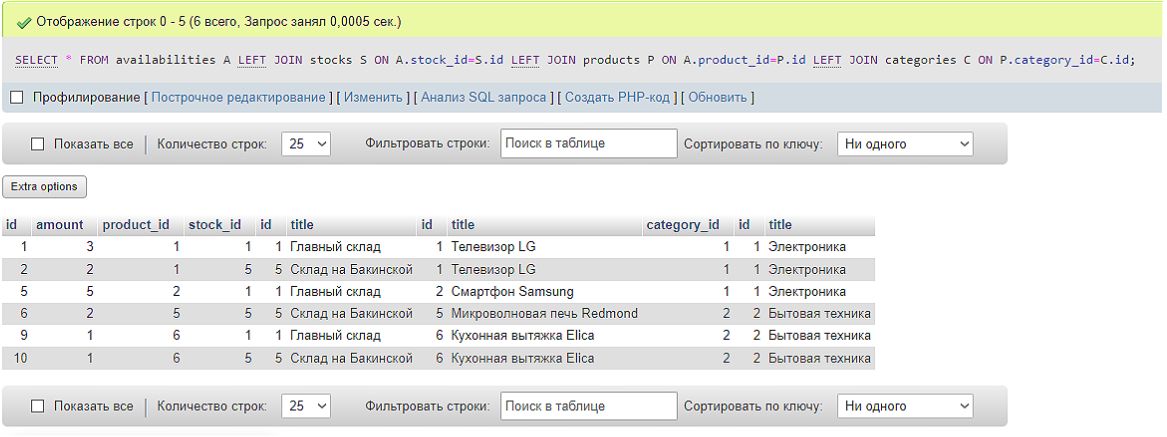 Отображение строк 0 - 5 (6 всего, Запрос занял 0,0005 сек.)
SELECT * FROM availabilities A LEFT JOIN stocks S ON A.stock_id=S.id LEFT JOIN products P ON A.product_id=P.id LEFT JOIN categories C ON P.category_id=C.id;
Профилирование [ Построчное редактирование ] [ Изменить ] [ Анализ SQL запроса ] [ Создать PHP-код ] [ Обновить ]
Показать все Количество строк: 25 Фильтровать строки: Поиск в таблице Сортировать по ключу: Ни одного
Extra options
id amount product_id stock_id id title id title category_id id title
1 3 1 1 1 Главный склад 1 Телевизор LG 1 1 Электроника
2 2 1 5 5 Склад на Бакинской 1 Телевизор LG 1 1 Электроника
5 5 2 1 1 Главный склад 2 Смартфон Samsung 1 1 Электроника
6 2 5 5 5 Склад на Бакинской 5 Микроволновая печь Redmond 2 2 Бытовая техника
9 1 6 1 1 Главный склад 6 Кухонная вытяжка Elica 2 2 Бытовая техника
10 1 6 5 5 Склад на Бакинской 6 Кухонная вытяжка Elica 2 2 Бытовая техника
Показать все Количество строк: 25 Фильтровать строки: Поиск в таблице Сортировать по ключу: Ни одного